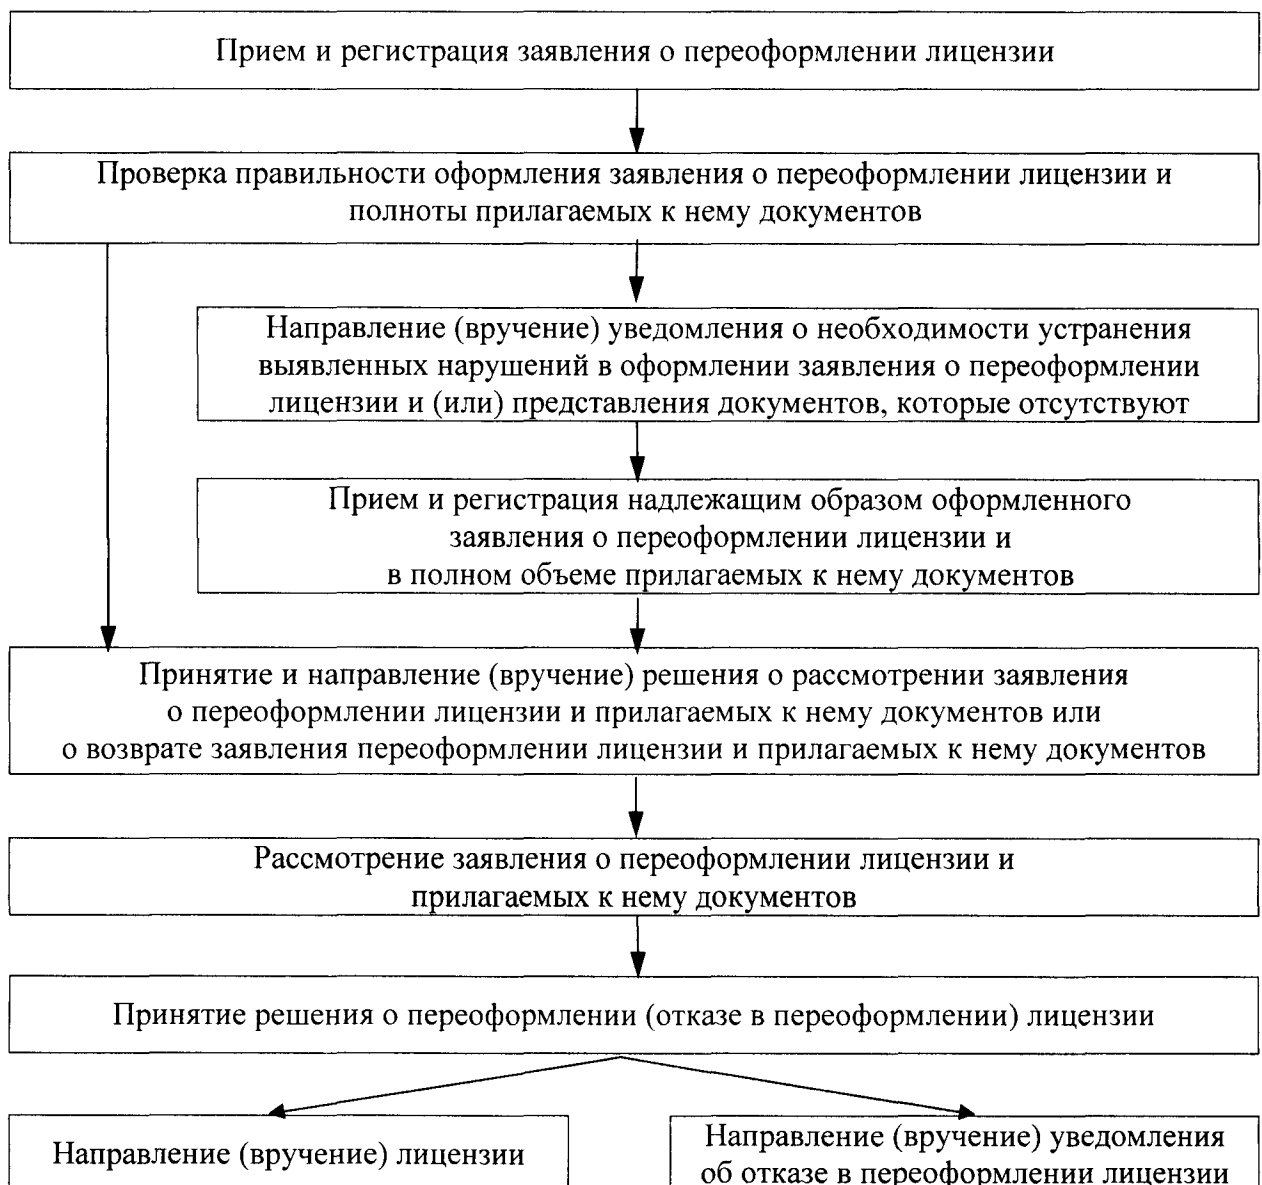 Прием и регистрация заявления о переоформлении лицензии
Проверка правильности оформления заявления о переоформлении лицензии и
полноты прилагаемых к нему документов
Направление (вручение) уведомления о необходимости устранения
выявленных нарушений в оформлении заявления о переоформлении
лицензии и (или) представления документов, которые отсутствуют
Прием и регистрация надлежащим образом оформленного
заявления о переоформлении лицензии и
в полном объеме прилагаемых к нему документов
Принятие и направление (вручение) решения о рассмотрении заявления
о переоформлении лицензии и прилагаемых к нему документов или
о возврате заявления переоформлении лицензии и прилагаемых к нему документов
Рассмотрение заявления о переоформлении лицензии и
прилагаемых к нему документов
Принятие решения о переоформлении (отказе в переоформлении) лицензии
Направление (вручение) лицензии
Направление (вручение) уведомления
об отказе в переоформлении лицензии